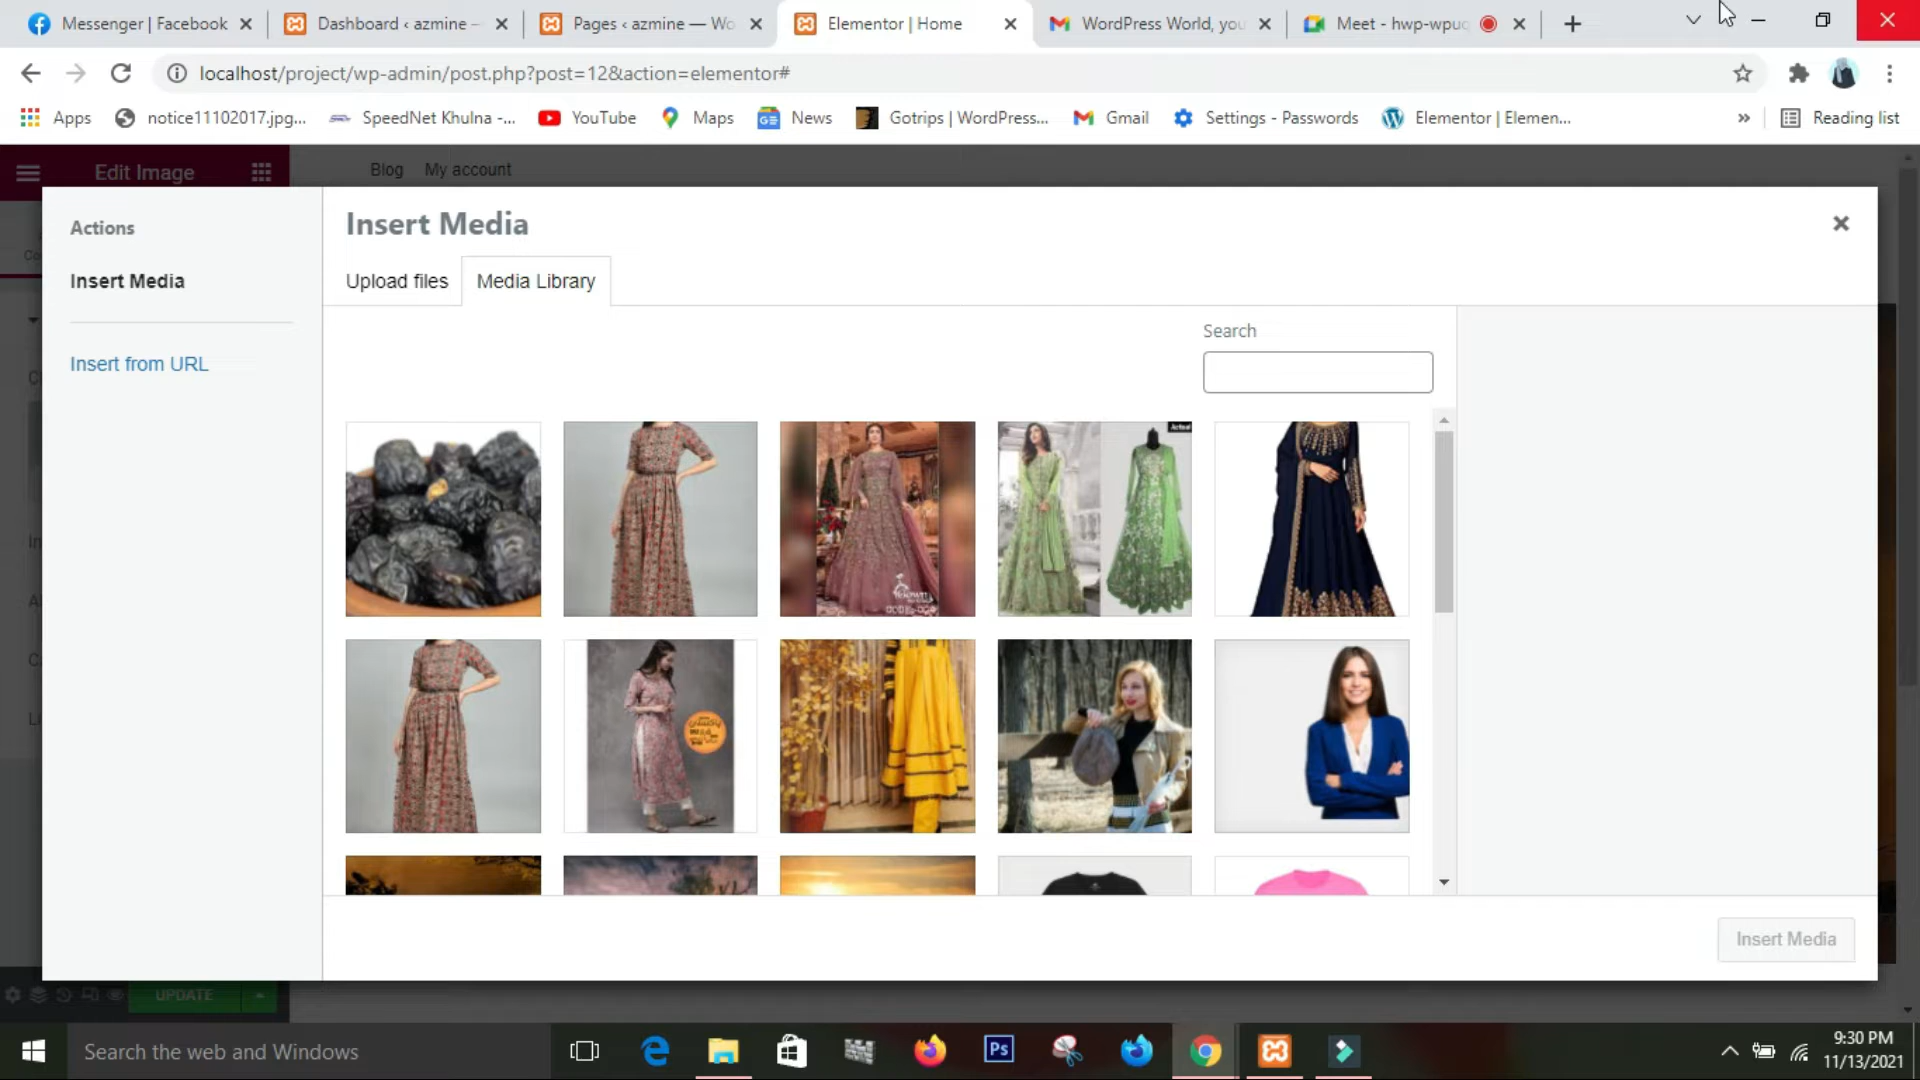 Messenger | Facebook
Dashboard ‹ azmine —
Pages ‹ azmine — Wo
Elementor | Home
WordPress World, you
Meet - hwp-wpuq
localhost/project/wp-admin/post.php?post=12&action=elementor#
Apps
notice11102017.jpg...
SpeedNet Khulna -...
YouTube
Maps
News
Gotrips | WordPress...
Gmail
Settings - Passwords
Elementor | Elemen...
»
Reading list
Edit Image
Blog
My account
Actions
Insert Media
Insert from URL
Insert Media
Upload files
Media Library
Search
Actual
Insert Media
UPDATE
Search the web and Windows
Ps
9:30 PM
11/13/2021